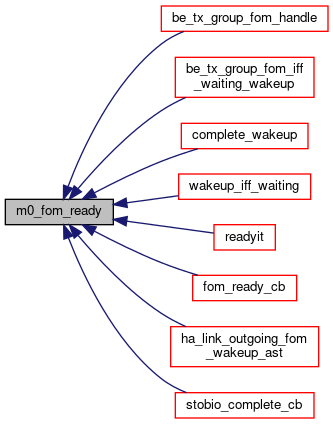 be_tx_group_fom_handle
be_tx_group_fom_iff
_waiting_wakeup
complete_wakeup
wakeup_iff_waiting
m0_fom_ready
readyit
fom_ready_cb
ha_link_outgoing_fom
_wakeup_ast
stobio_complete_cb